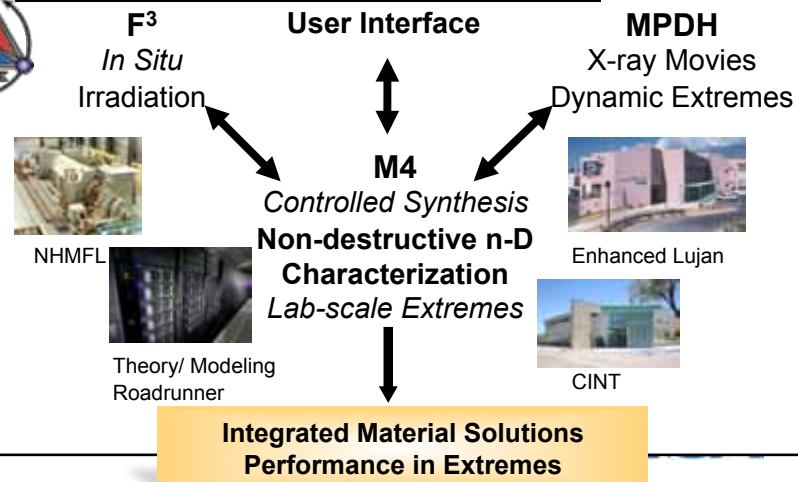 F³
In Situ
Irradiation
User Interface
MPDH
X-ray Movies
Dynamic Extremes
M4
Controlled Synthesis
Non-destructive n-D
Characterization
Lab-scale Extremes
NHMFL
Theory/ Modeling
Roadrunner
Enhanced Lujan
CINT
Integrated Material Solutions
Performance in Extremes